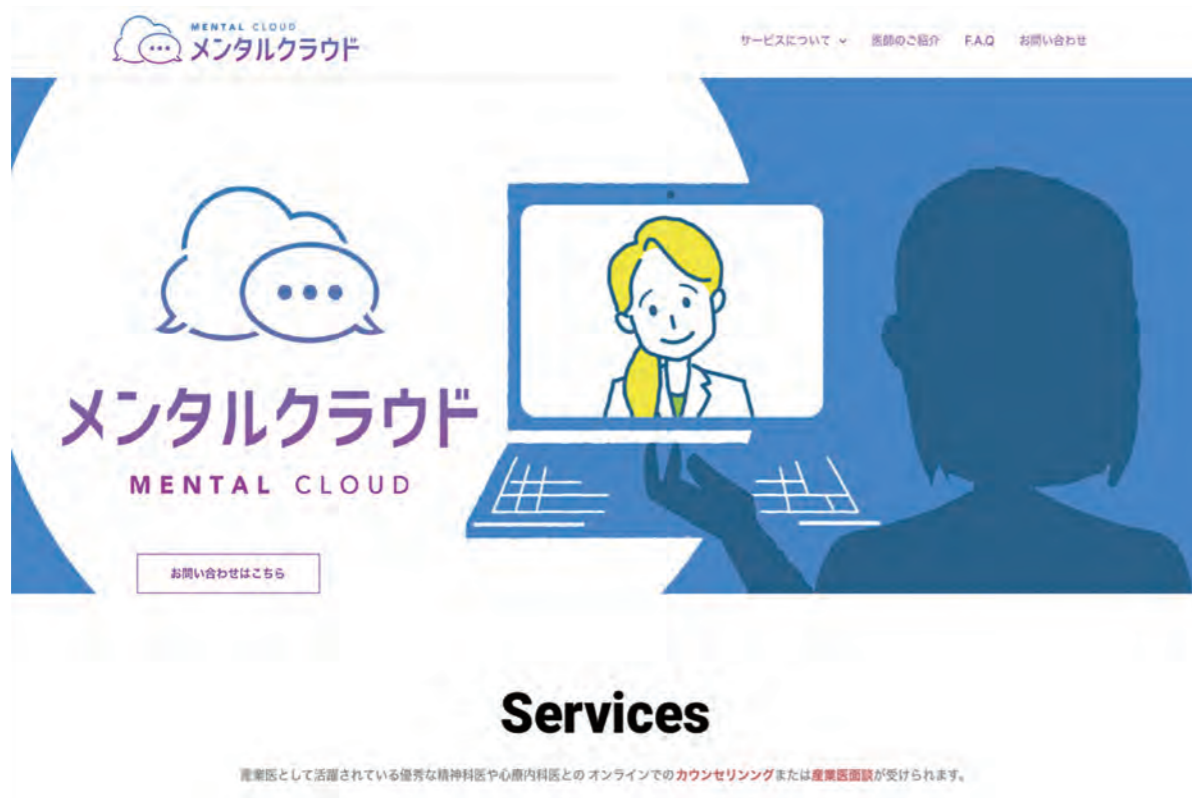 MENTAL CLOUD
メンタルクラウド
サービスについて 医師のご紹介 F.A.Q お問い合わせ
メンタルクラウド
MENTAL CLOUD
お問い合わせはこちら
Services
産業医として活躍されている優秀な精神科医や心療内科医との オンラインでのカウンセリンングまたは産業医面談が受けられます。